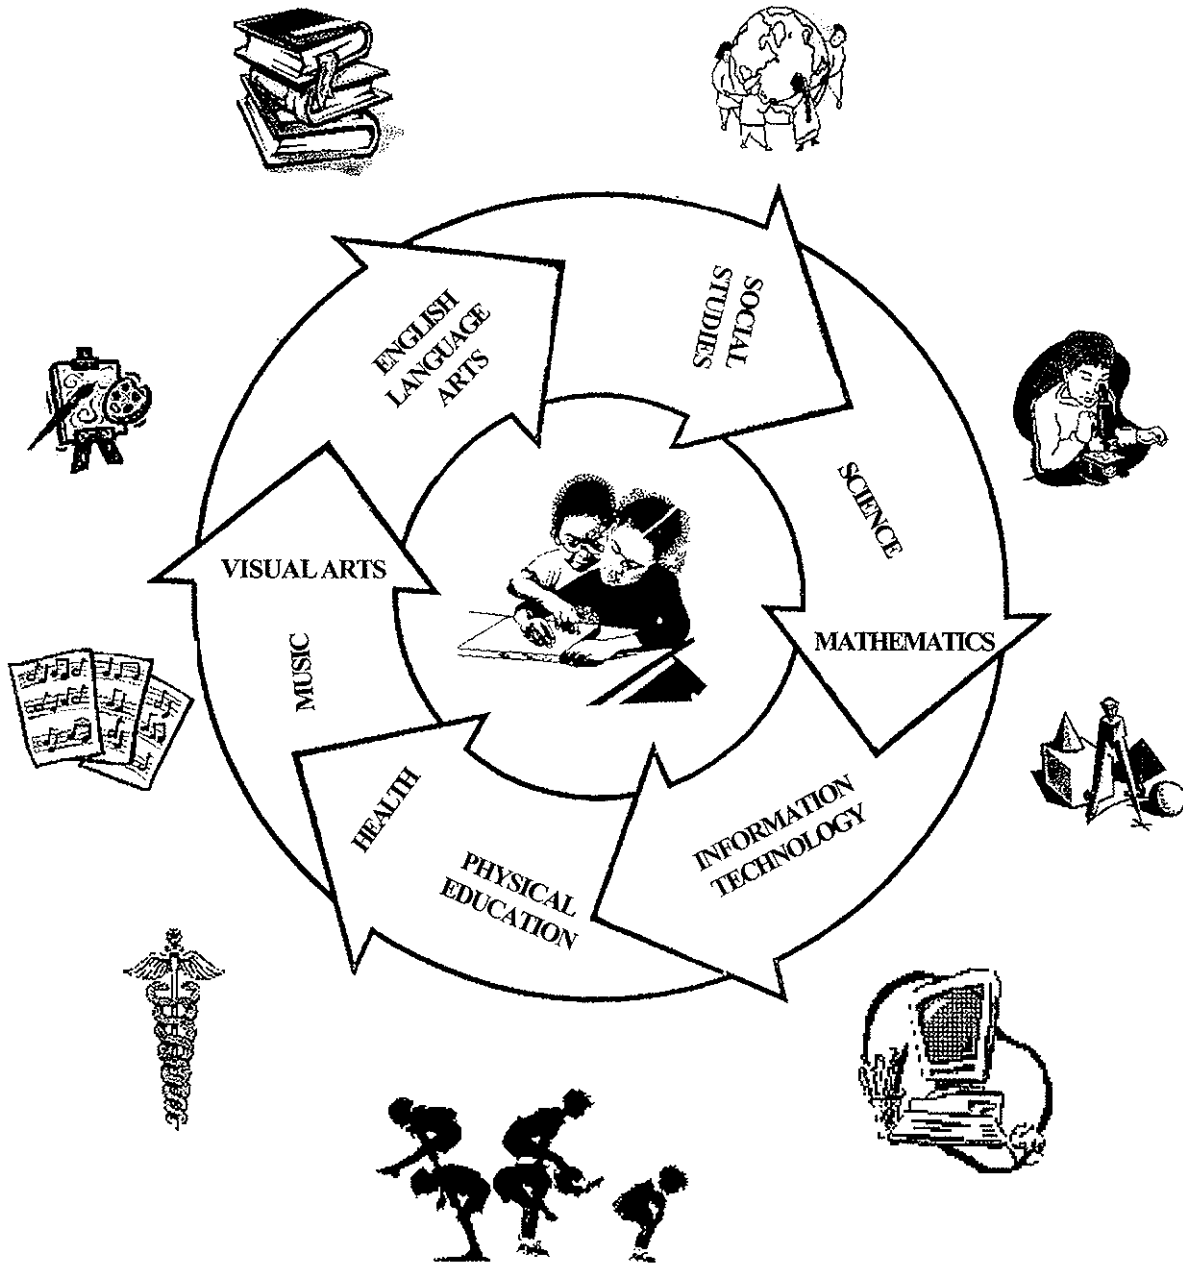 ENGLISH
LANGUAGE
ARTS
SOCIAL
STUDIES
SCIENCE
MATHEMATICS
INFORMATION
TECHNOLOGY
PHYSICAL
EDUCATION
HEALTH
MUSIC
VISUAL ARTS